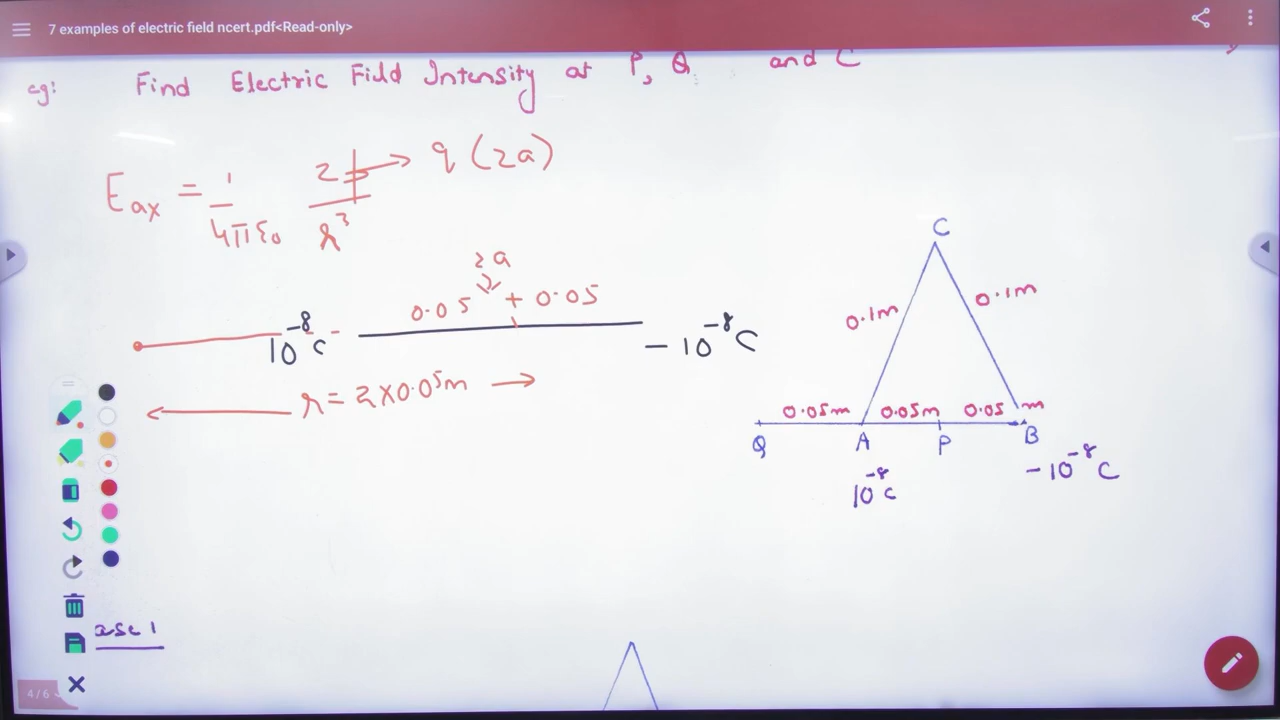 7 examples of electric field ncert.pdf<Read-only>
eg: Find Electric Field Intensity at P, Q and C
E_ax = 1/4πε₀ 2p/r³ → q (2a)
2a
0.05 + 0.05
10⁻⁸ C
− 10⁻⁸ C
r = 2×0.05m
C
0.1m
0.1m
0.05m 0.05m 0.05 m
Q A P B
10⁻⁸ C
−10⁻⁸ C
ase 1
4 / 6